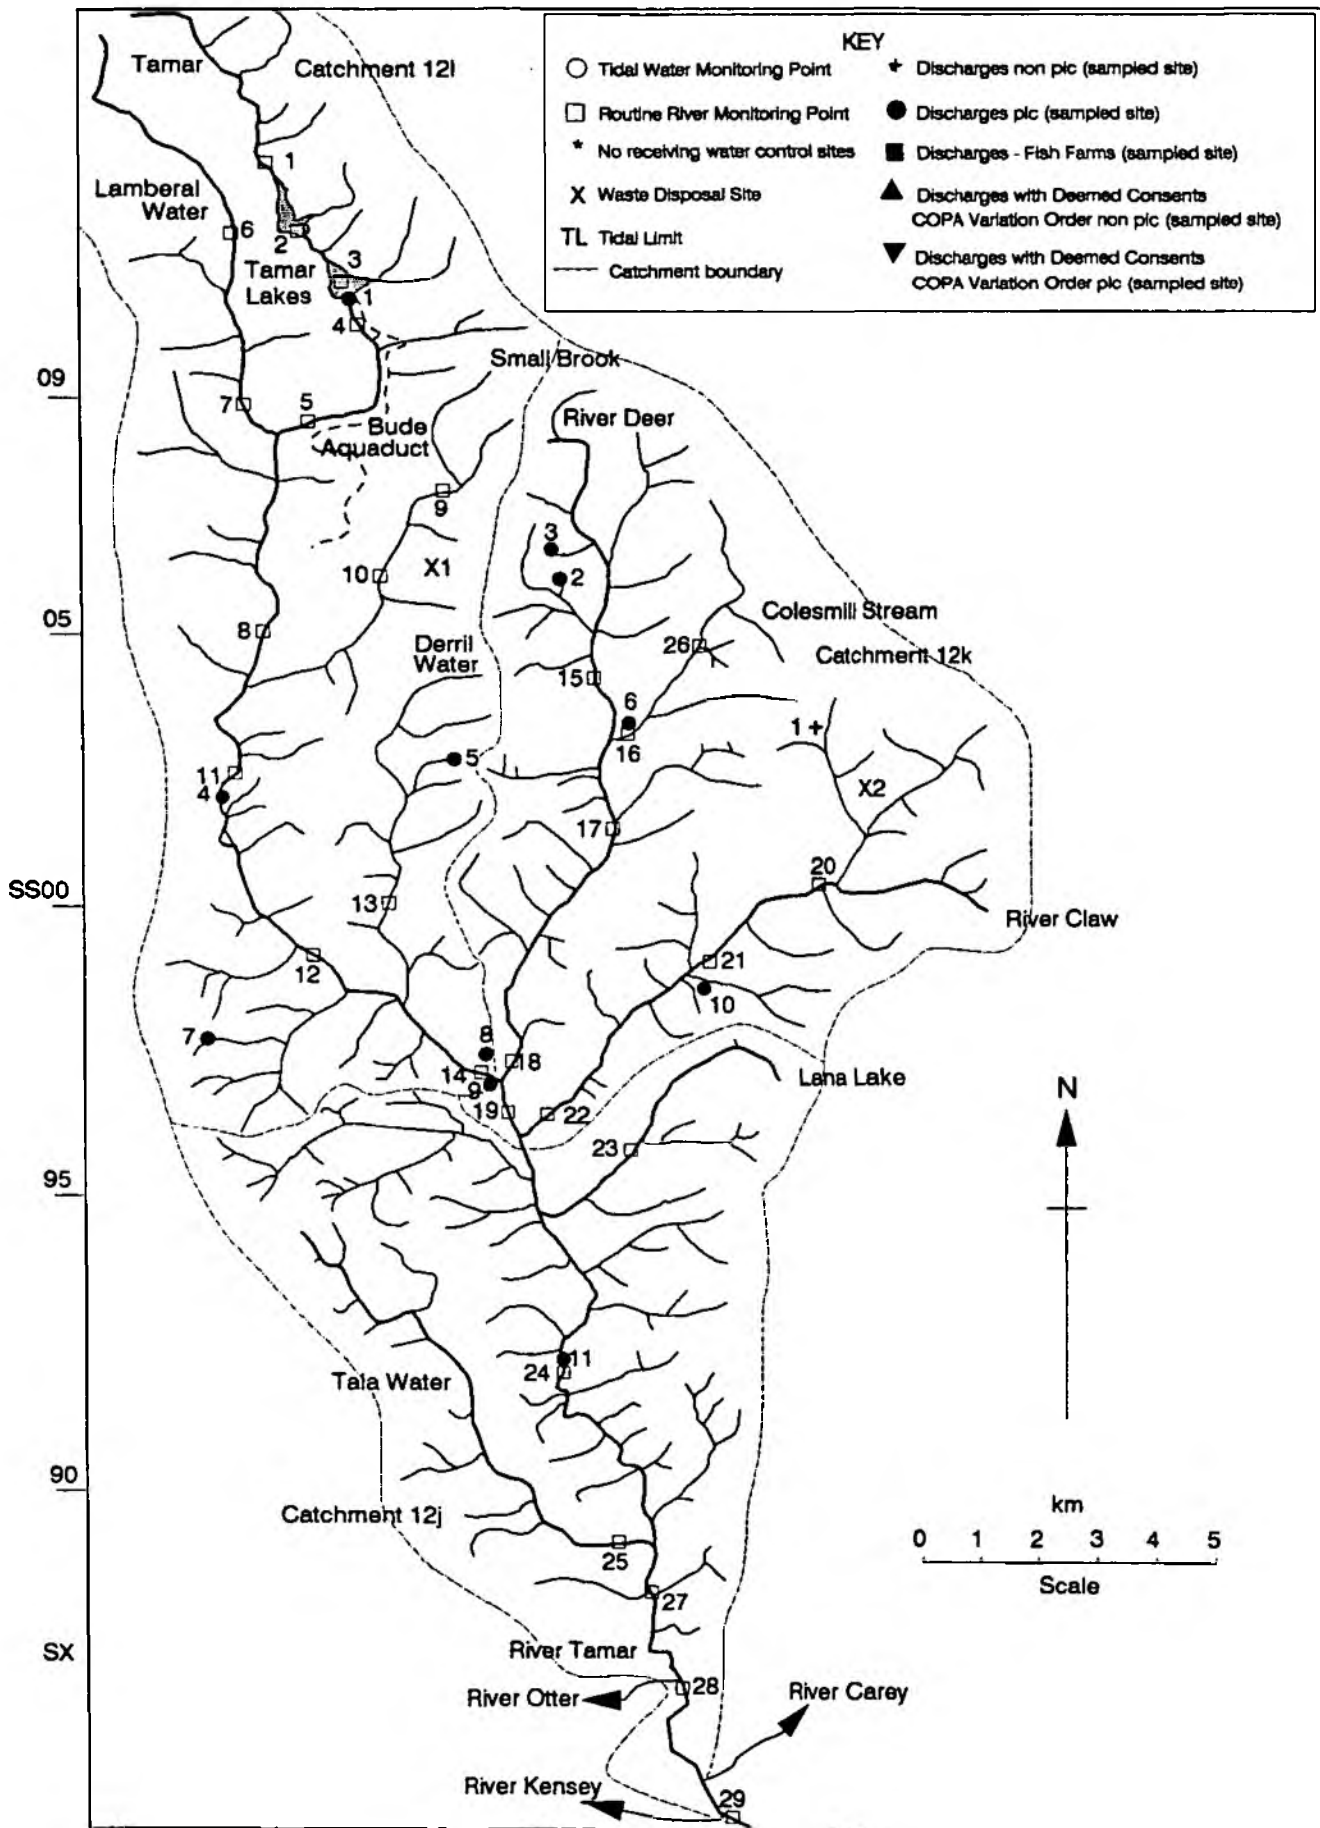 KEY
Tidal Water Monitoring Point
Routine River Monitoring Point
* No receiving water control sites
X Waste Disposal Site
TL Tidal Limit
Catchment boundary
+ Discharges non plc (sampled site)
Discharges plc (sampled site)
Discharges - Fish Farms (sampled site)
Discharges with Deemed Consents
COPA Variation Order non plc (sampled site)
Discharges with Deemed Consents
COPA Variation Order plc (sampled site)
Tamar
Catchment 12l
1
Lamberal
Water
6
2
Tamar
Lakes
3
1
4
Small Brook
09
7
5
Bude
Aquaduct
River Deer
9
3
2
10
X1
05
8
Derril
Water
Colesmill Stream
26
Catchment 12k
15
6
16
1 +
5
11
4
X2
17
20
SS00
13
River Claw
12
21
10
7
8
18
14
9
Lana Lake
19
22
23
N
95
11
24
Tala Water
90
Catchment 12j
km
0 1 2 3 4 5
Scale
25
27
SX
River Tamar
28
River Otter
River Carey
River Kensey
29